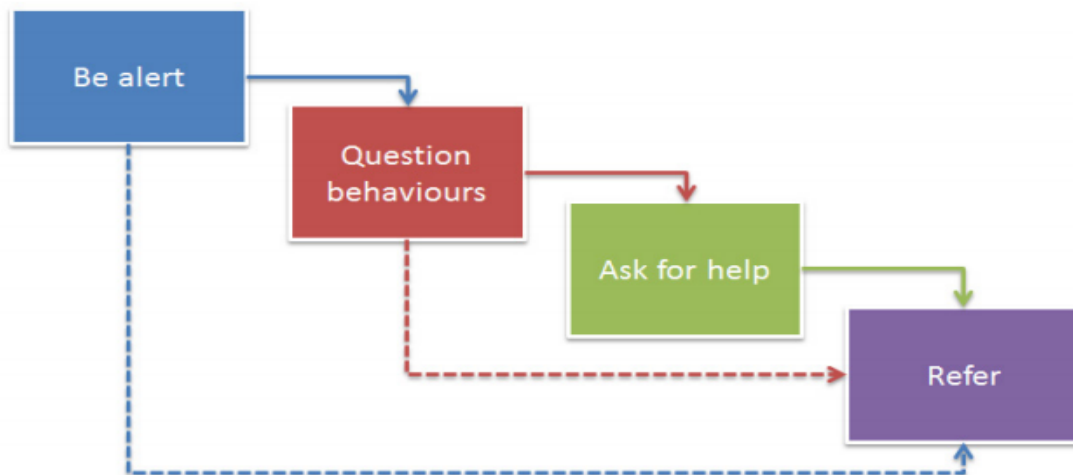 Be alert
Question
behaviours
Ask for help
Refer